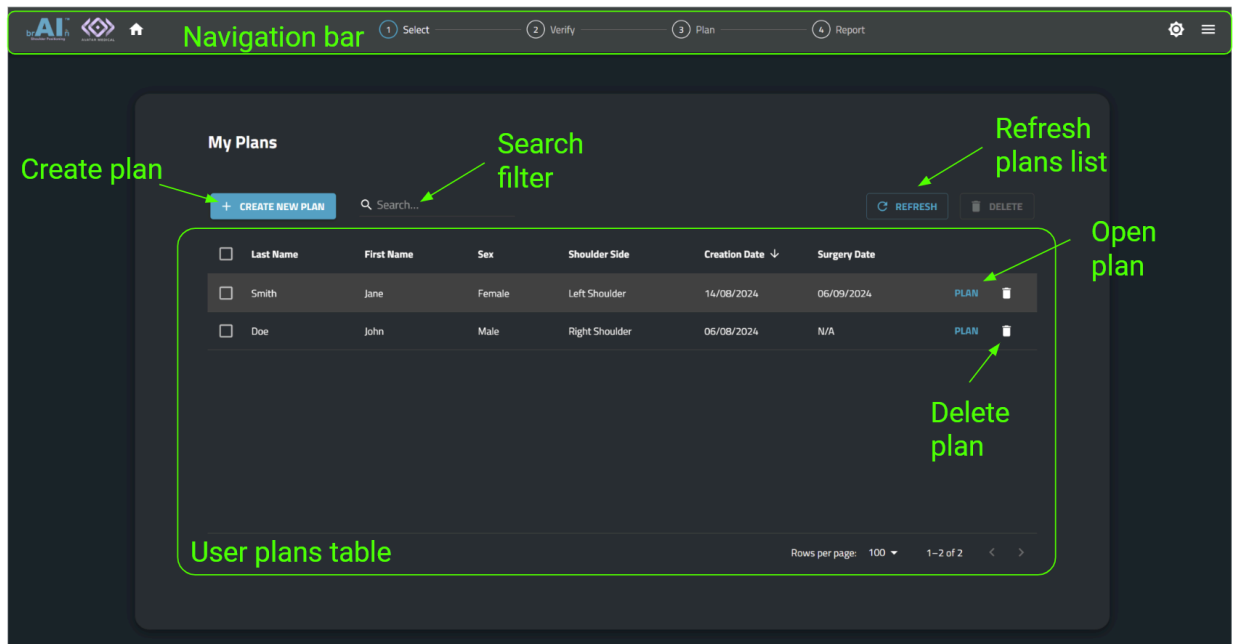 brAIn
Shoulder Positioning
Navigation bar
1 Select
2 Verify
3 Plan
4 Report
My Plans
Search
filter
Refresh
plans list
Create plan
+ CREATE NEW PLAN
Search...
REFRESH
DELETE
Open
plan
Last Name First Name Sex Shoulder Side Creation Date ↓ Surgery Date
Smith Jane Female Left Shoulder 14/08/2024 06/09/2024 PLAN
Doe John Male Right Shoulder 06/08/2024 N/A PLAN
Delete
plan
User plans table
Rows per page: 100 1–2 of 2 < >